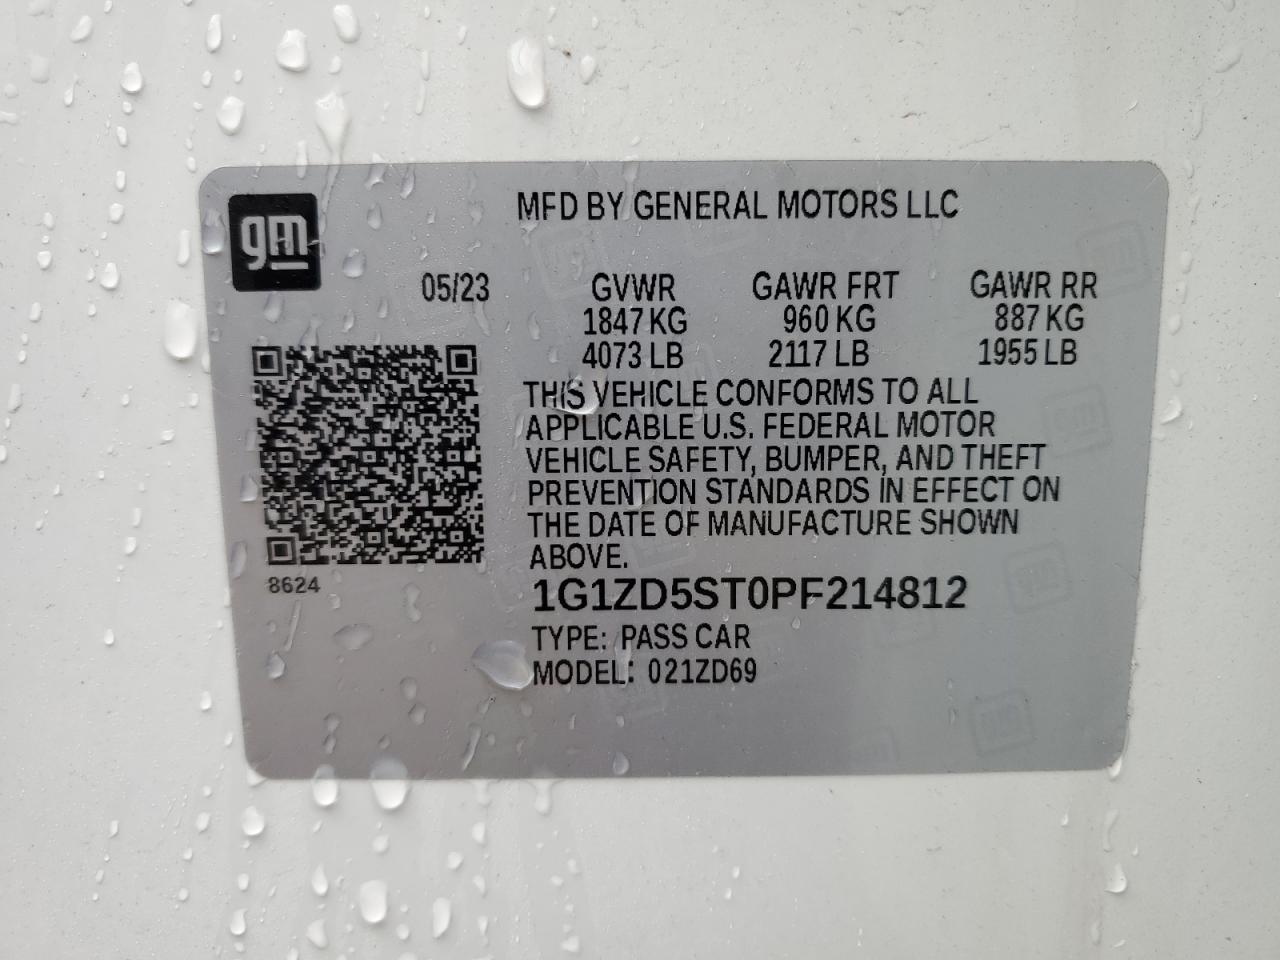 gm
MFD BY GENERAL MOTORS LLC
05/23 GVWR GAWR FRT GAWR RR
1847 KG 960 KG 887 KG
4073 LB 2117 LB 1955 LB
THIS VEHICLE CONFORMS TO ALL
APPLICABLE U.S. FEDERAL MOTOR
VEHICLE SAFETY, BUMPER, AND THEFT
PREVENTION STANDARDS IN EFFECT ON
THE DATE OF MANUFACTURE SHOWN
ABOVE.
8624
1G1ZD5ST0PF214812
TYPE: PASS CAR
MODEL: 021ZD69